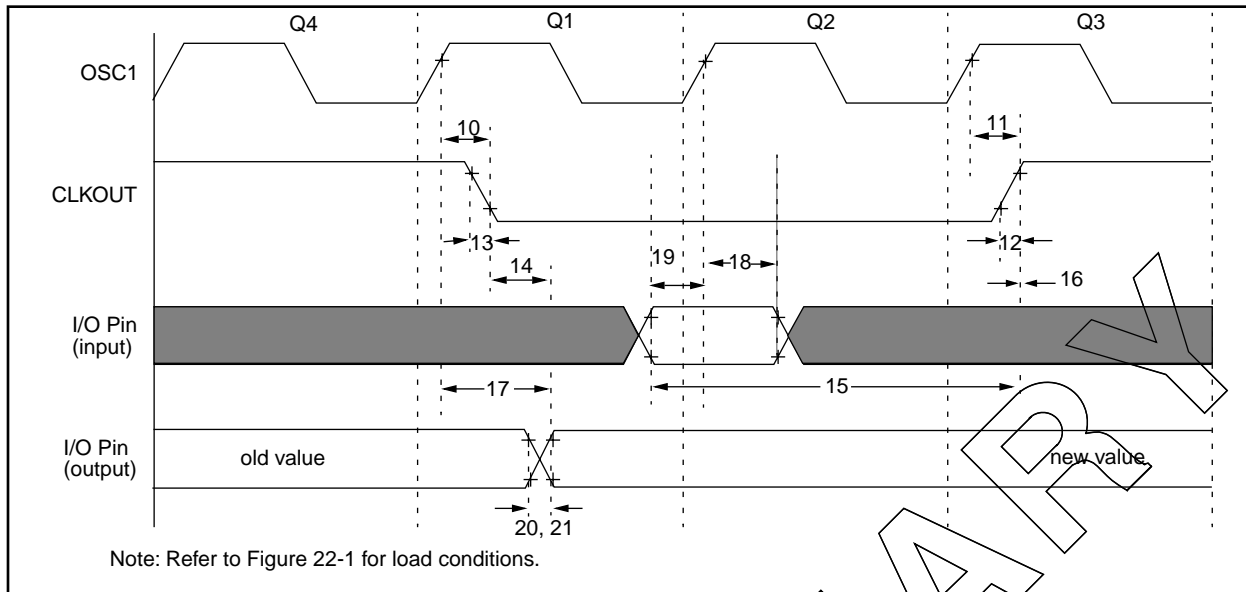 Q4 Q1 Q2 Q3
OSC1
10 11
CLKOUT
13 12
14 19 18 16
I/O Pin
(input)
17 15
I/O Pin
(output)
old value new value
20, 21
Note: Refer to Figure 22-1 for load conditions.
A R Y